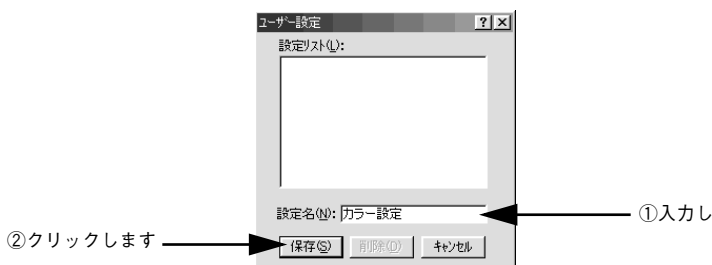 ユーザー設定
設定リスト(L):
設定名(N): カラー設定
①入力し
②クリックします
保存(S) 削除(D) キャンセル